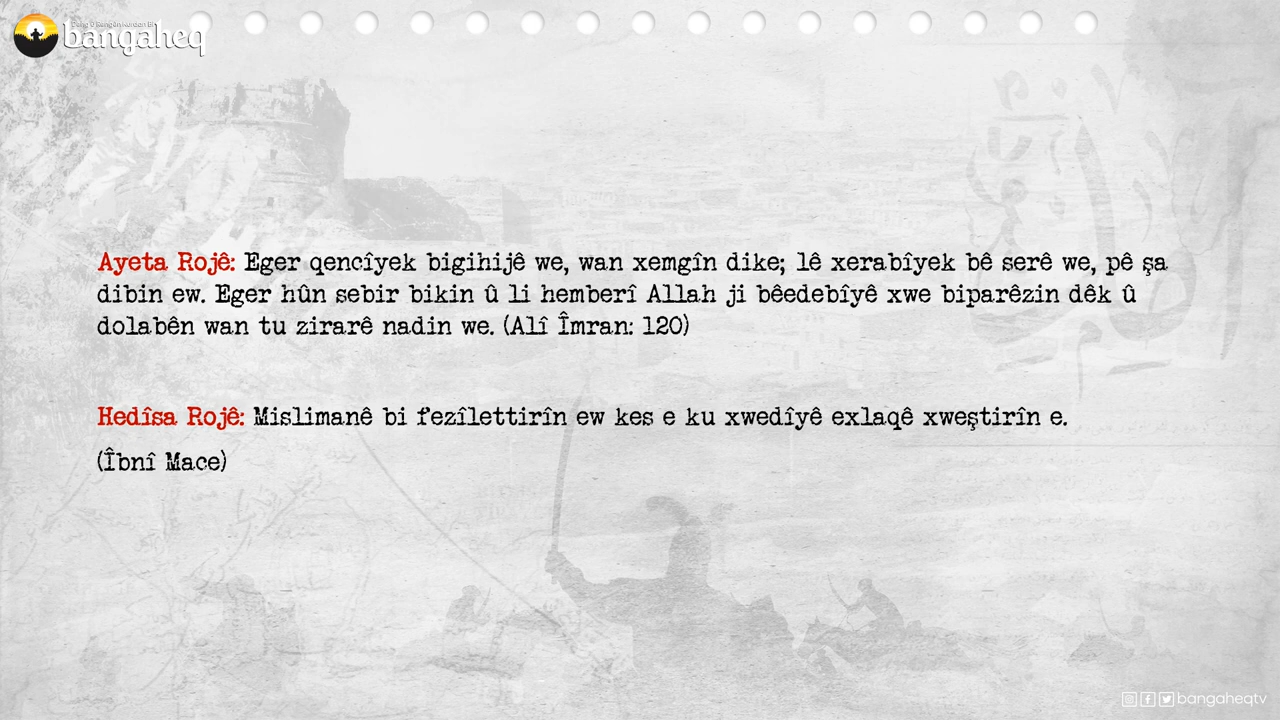 bangaheq
Ayeta Rojê: Eger qencîyek bigihijê we, wan xemgîn dike; lê xerabîyek bê serê we, pê şa
dibin ew. Eger hûn sebir bikin û li hemberî Allah ji bêedebîyê xwe biparêzin dêk û
dolabên wan tu zirarê nadin we. (Alî Îmran: 120)
Hedîsa Rojê: Mislimanê bi fezîlettirîn ew kes e ku xwedîyê exlaqê xweştirîn e.
(Îbnî Mace)
bangaheqtv